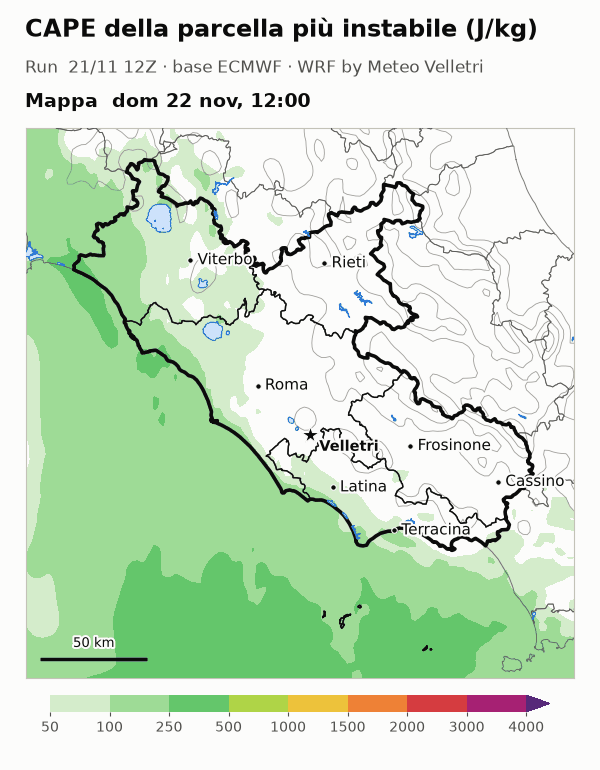 CAPE della parcella più instabile (J/kg)
Run  21/11 12Z · base ECMWF · WRF by Meteo Velletri
Mappa  dom 22 nov, 12:00
Viterbo
Rieti
Roma
Velletri
Frosinone
Cassino
Latina
Terracina
50 km
50 100 250 500 1000 1500 2000 3000 4000